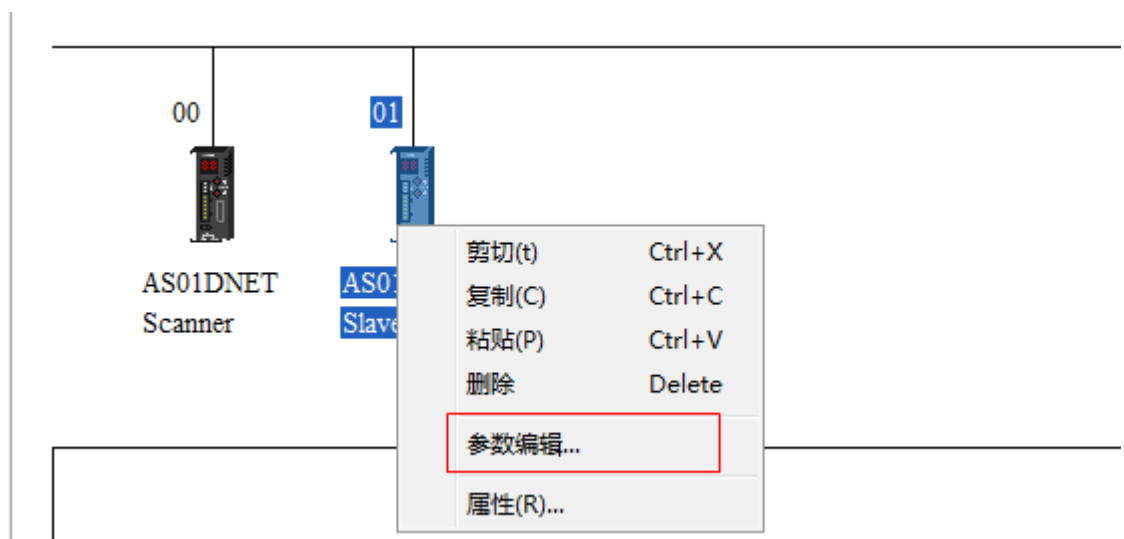 00
01
AS01DNET
Scanner
AS01
Slave
剪切(t) Ctrl+X
复制(C) Ctrl+C
粘贴(P) Ctrl+V
删除 Delete
参数编辑...
属性(R)...